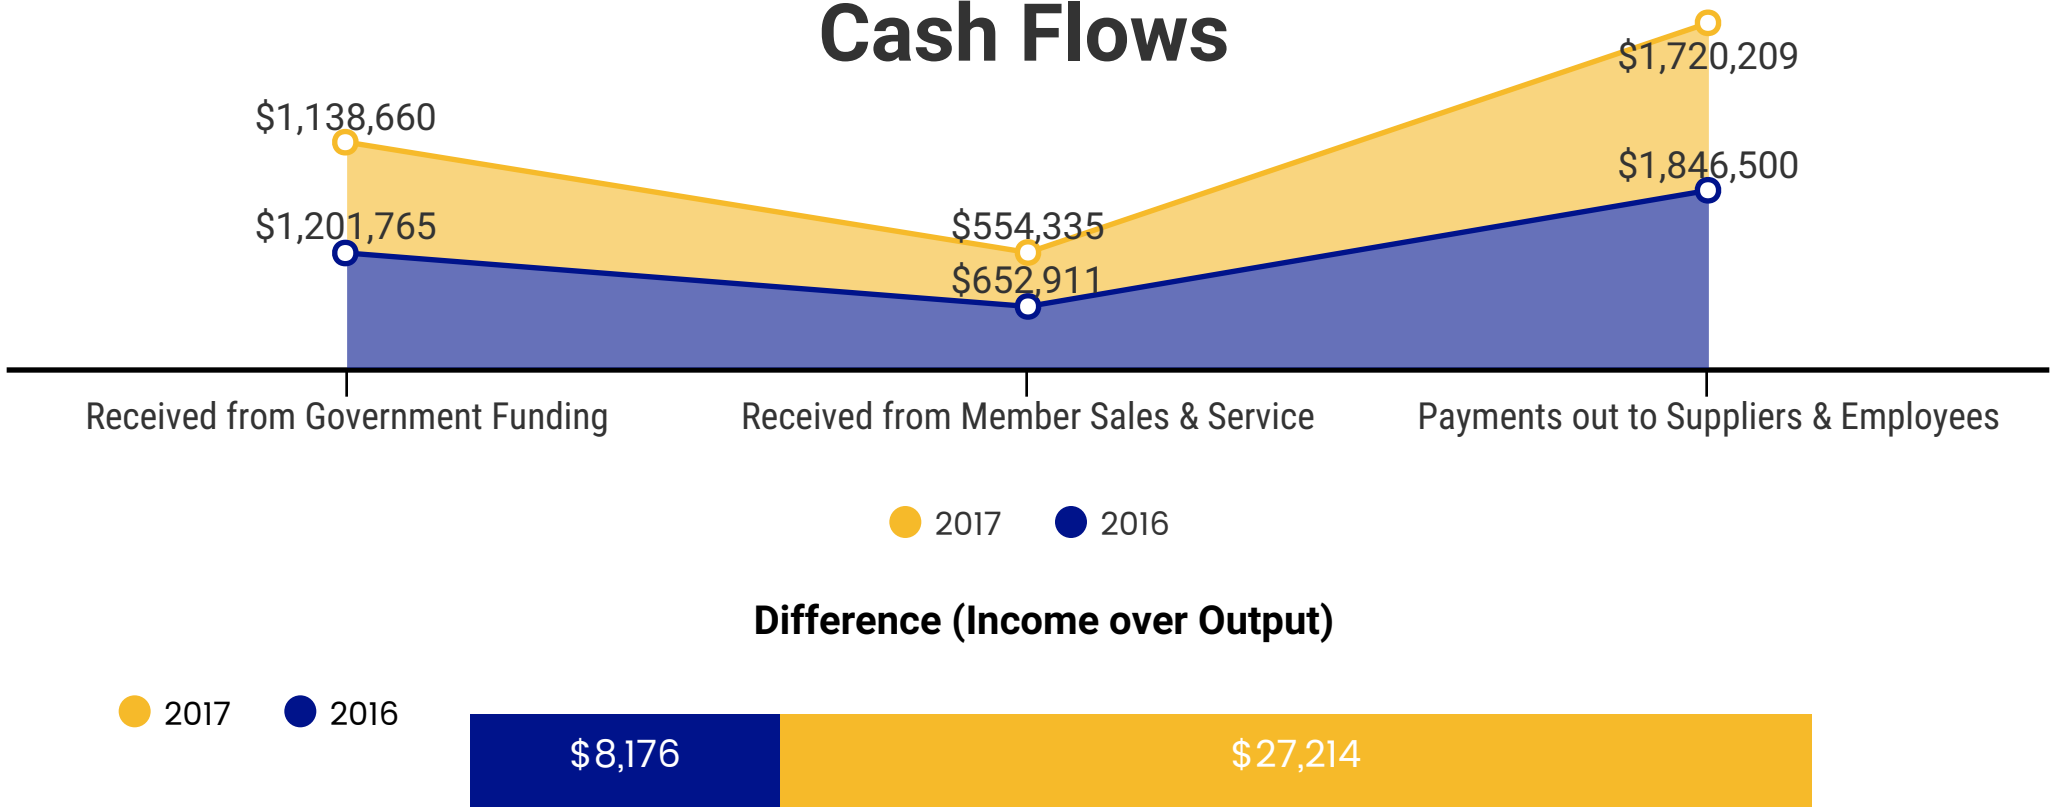 Cash Flows
$1,138,660
$1,201,765
$554,335
$652,911
$1,720,209
$1,846,500
Received from Government Funding
Received from Member Sales & Service
Payments out to Suppliers & Employees
2017
2016
Difference (Income over Output)
2017
2016
$8,176
$27,214